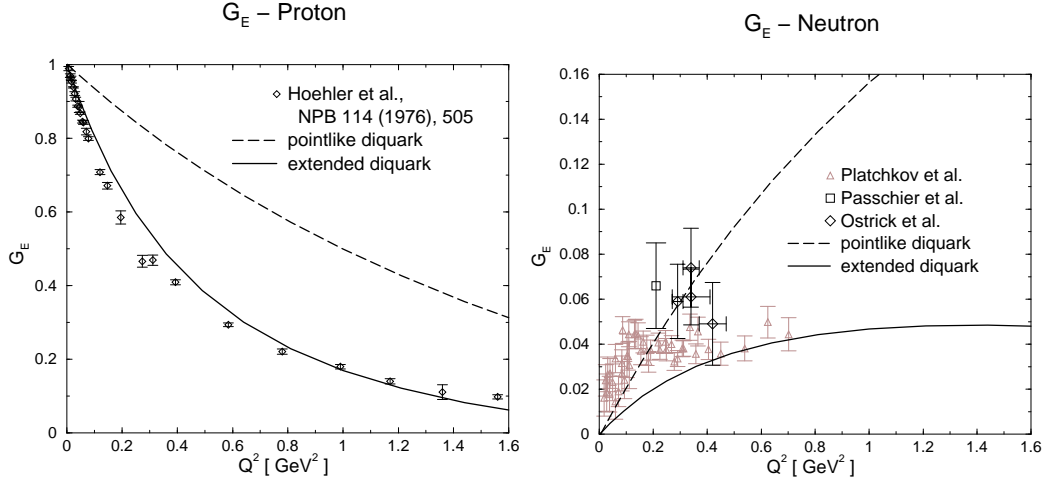 G_E – Proton
1
0.8
0.6
0.4
0.2
0
G_E
Hoehler et al.,
NPB 114 (1976), 505
pointlike diquark
extended diquark
0
0.2
0.4
0.6
0.8
1
1.2
1.4
1.6
Q^2 [ GeV^2 ]
G_E – Neutron
0.16
0.14
0.12
0.1
0.08
0.06
0.04
0.02
0
G_E
Platchkov et al.
Passchier et al.
Ostrick et al.
pointlike diquark
extended diquark
0
0.2
0.4
0.6
0.8
1
1.2
1.4
1.6
Q^2 [ GeV^2 ]